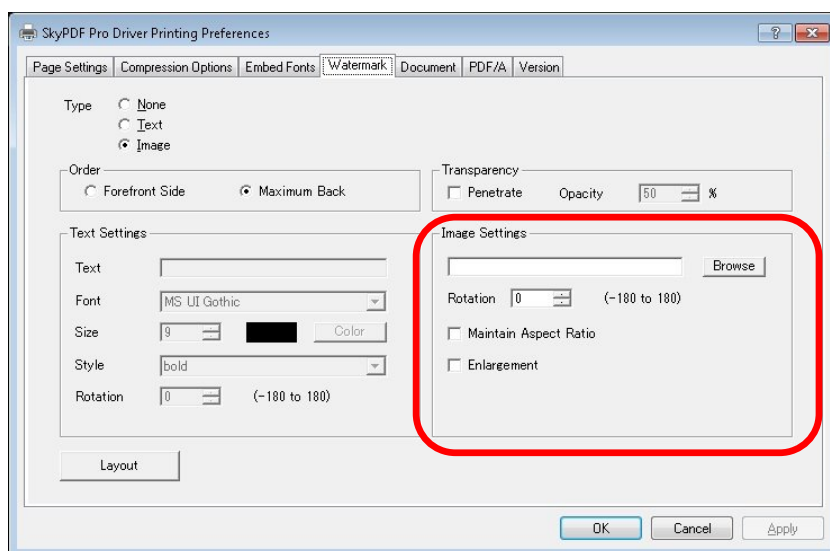 SkyPDF Pro Driver Printing Preferences
Page Settings Compression Options Embed Fonts Watermark Document PDF/A Version
Type None
Text
Image
Order
Forefront Side Maximum Back
Transparency
Penetrate Opacity 50 %
Text Settings
Text
Font MS UI Gothic
Size 9 Color
Style bold
Rotation 0 (-180 to 180)
Image Settings
Browse
Rotation 0 (-180 to 180)
Maintain Aspect Ratio
Enlargement
Layout
OK Cancel Apply